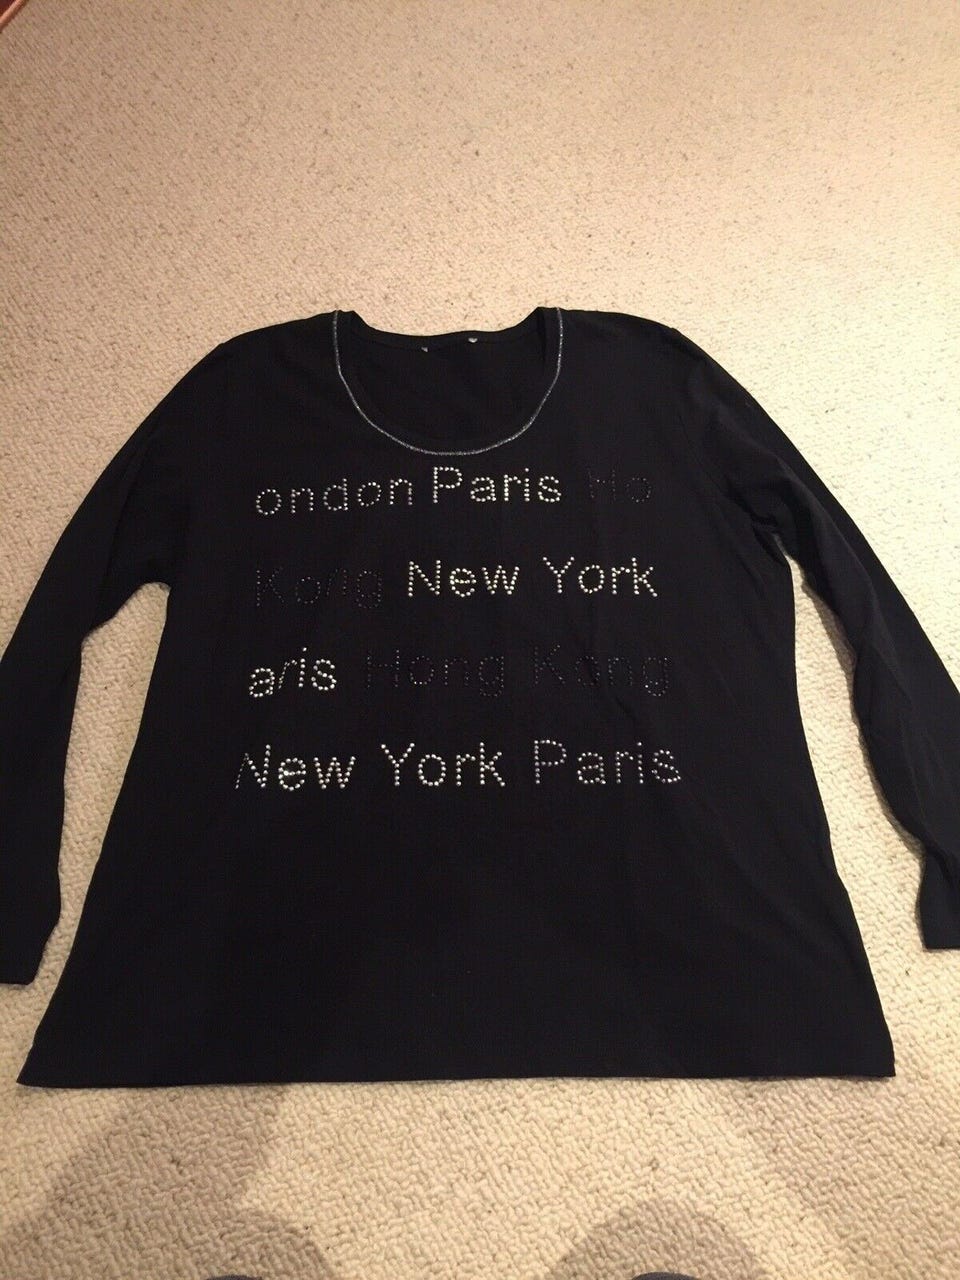 ondon Paris Ho
Kong New York
aris Hong Kong
New York Paris